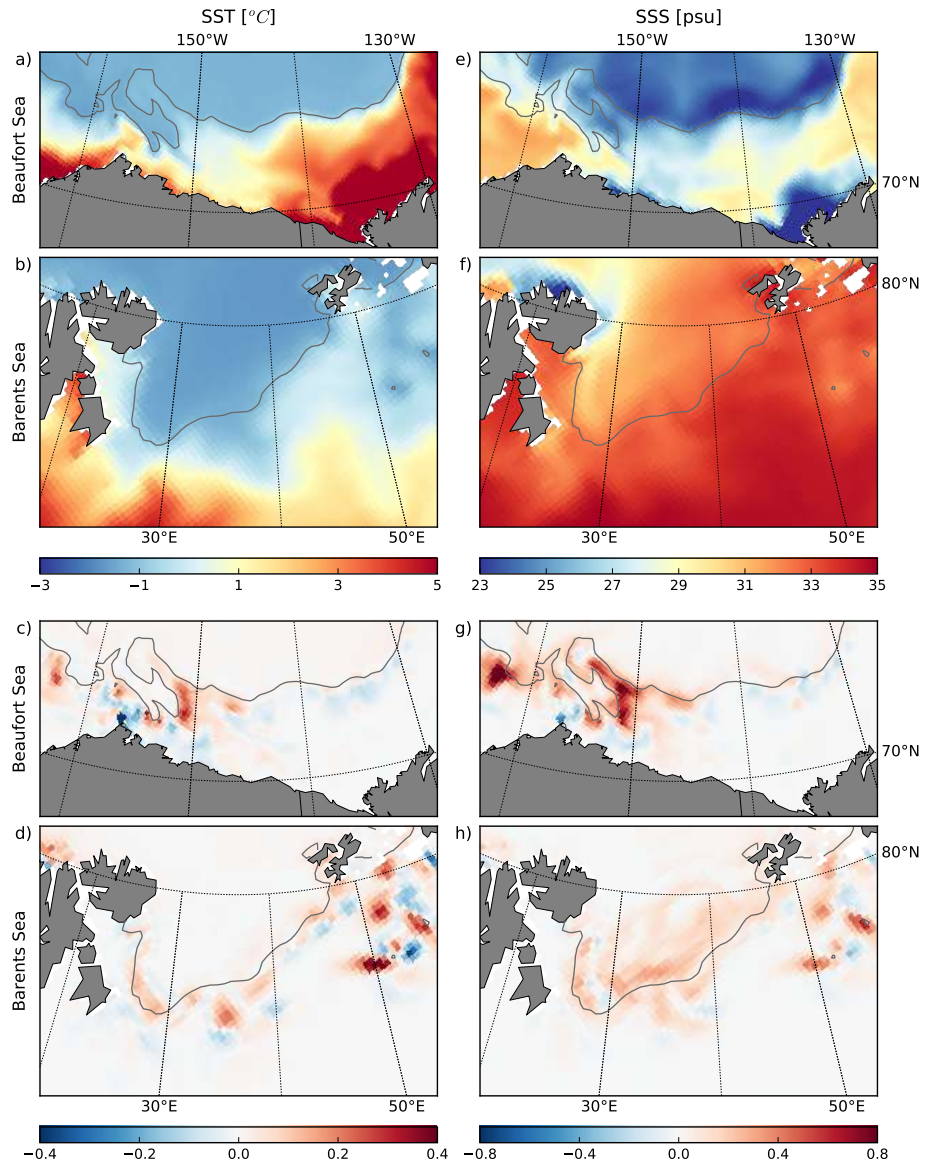 SST [°C] SSS [psu]
150°W 130°W 150°W 130°W
a) e)
Beaufort Sea
70°N
b) f)
80°N
Barents Sea
30°E 50°E 30°E 50°E
−3 −1 1 3 5 23 25 27 29 31 33 35
c) g)
Beaufort Sea
70°N
d) h)
80°N
Barents Sea
30°E 50°E 30°E 50°E
−0.4 −0.2 0.0 0.2 0.4 −0.8 −0.4 0.0 0.4 0.8